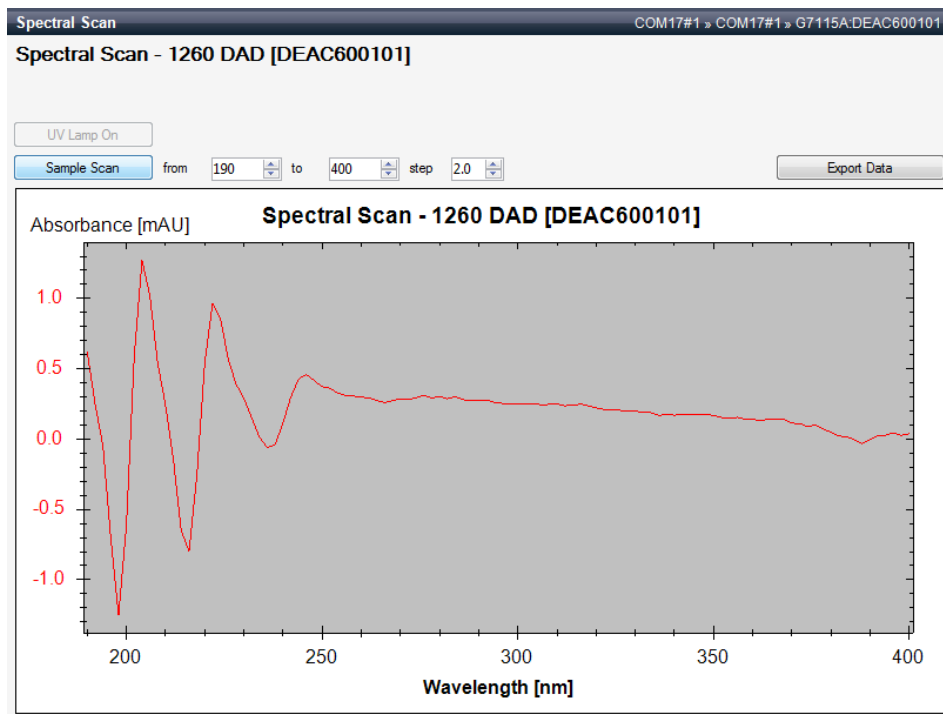 Spectral Scan COM17#1 » COM17#1 » G7115A:DEAC600101
Spectral Scan - 1260 DAD [DEAC600101]
UV Lamp On
Sample Scan from 190 to 400 step 2.0 Export Data
Spectral Scan - 1260 DAD [DEAC600101]
Absorbance [mAU]
1.0
0.5
0.0
-0.5
-1.0
200 250 300 350 400
Wavelength [nm]